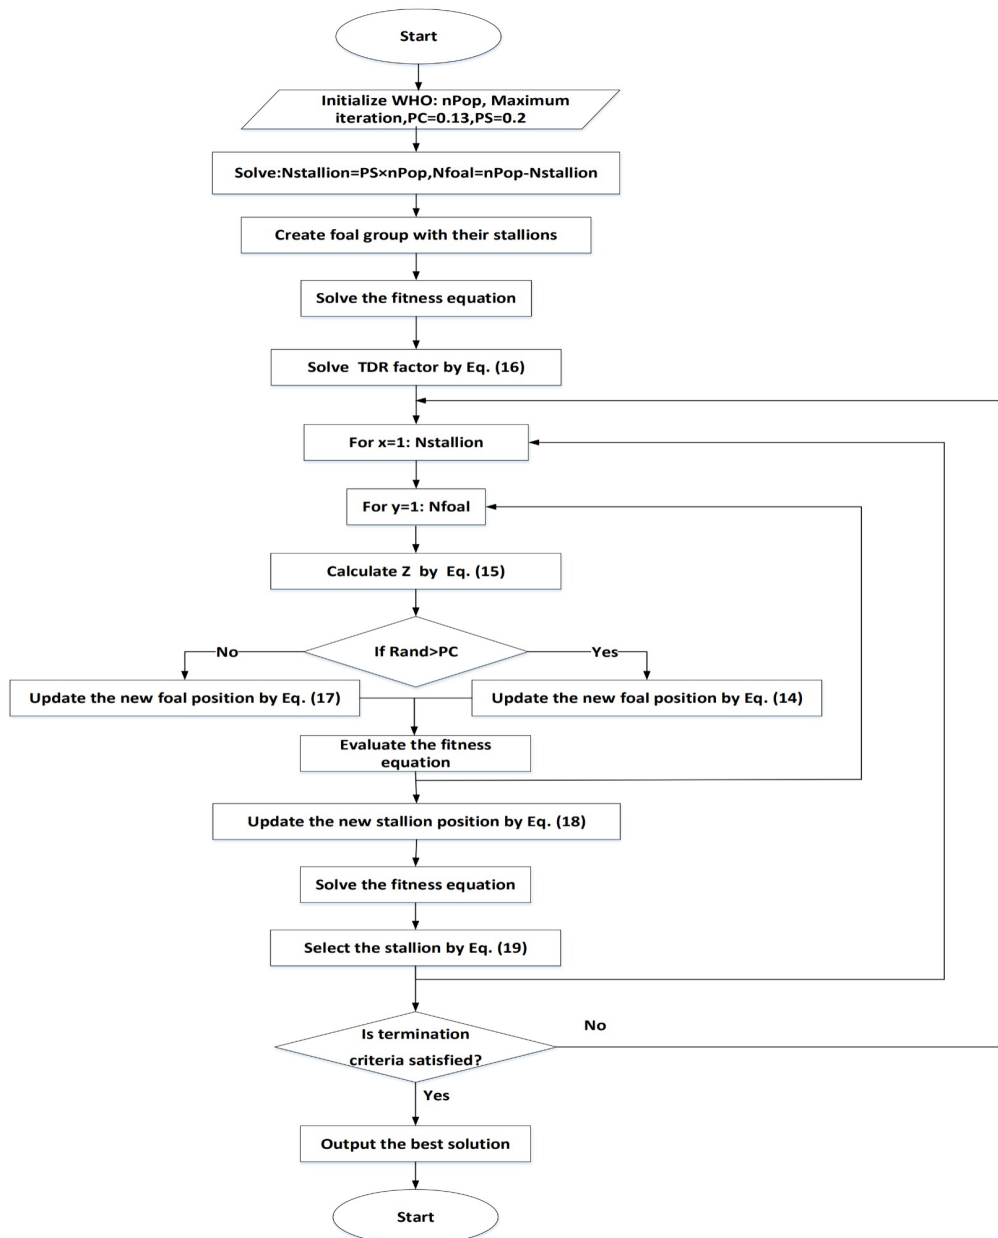 Start
Initialize WHO: nPop, Maximum
iteration,PC=0.13,PS=0.2
Solve:Nstallion=PS×nPop,Nfoal=nPop-Nstallion
Create foal group with their stallions
Solve the fitness equation
Solve TDR factor by Eq. (16)
For x=1: Nstallion
For y=1: Nfoal
Calculate Z by Eq. (15)
If Rand>PC
No
Yes
Update the new foal position by Eq. (17)
Update the new foal position by Eq. (14)
Evaluate the fitness
equation
Update the new stallion position by Eq. (18)
Solve the fitness equation
Select the stallion by Eq. (19)
Is termination
criteria satisfied?
No
Yes
Output the best solution
Start